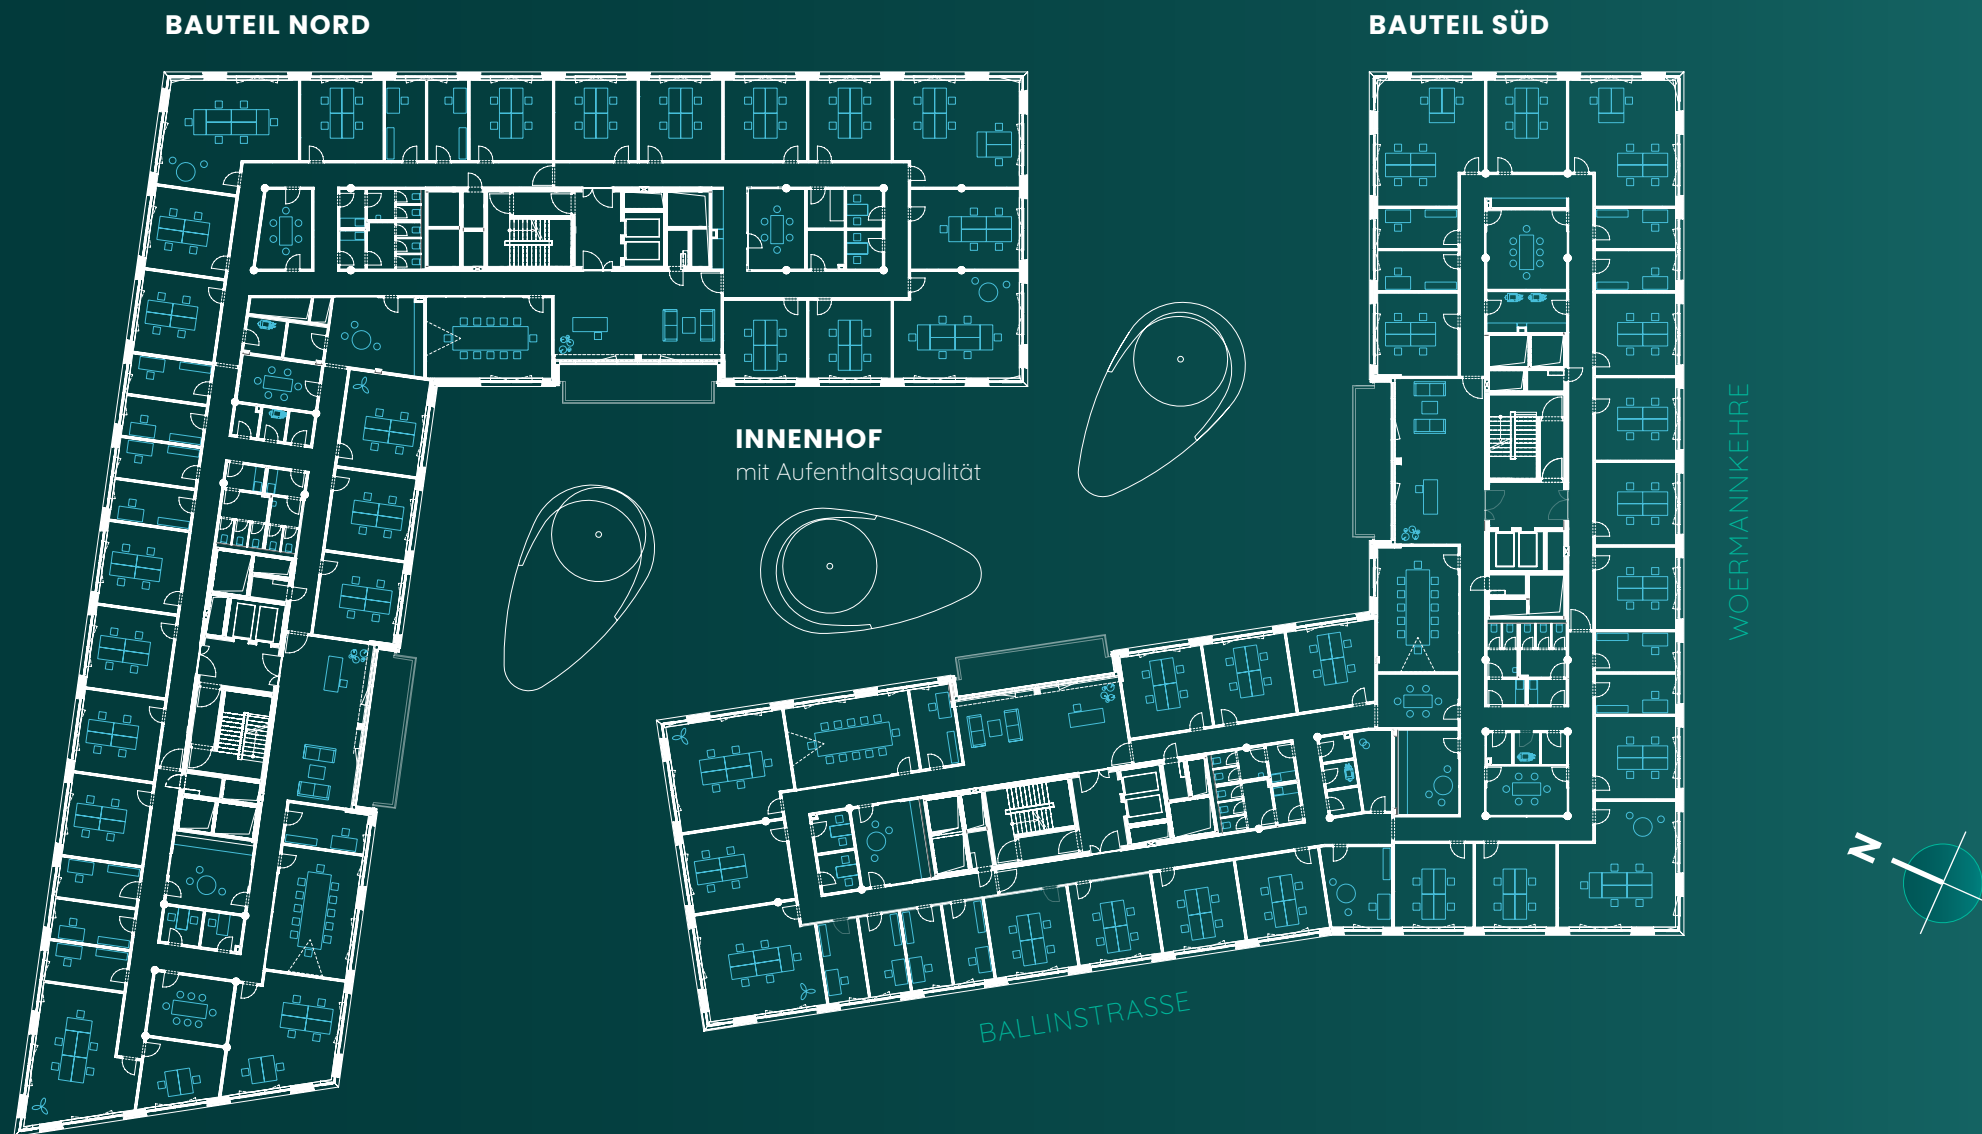 BAUTEIL NORD
BAUTEIL SÜD
INNENHOF
mit Aufenthaltsqualität
WOERMANNKEHRE
BALLINSTRASSE
N